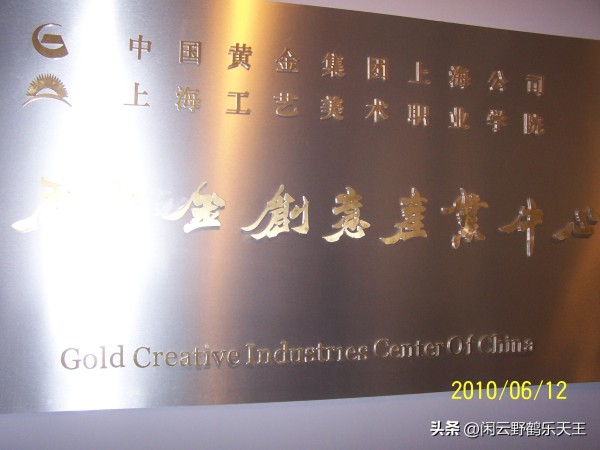 中国黄金集团上海公司
上海工艺美术职业学院
金創意產業中心
Gold Creative Industries Center Of China
2010/06/12
头条 @闲云野鹤乐天王